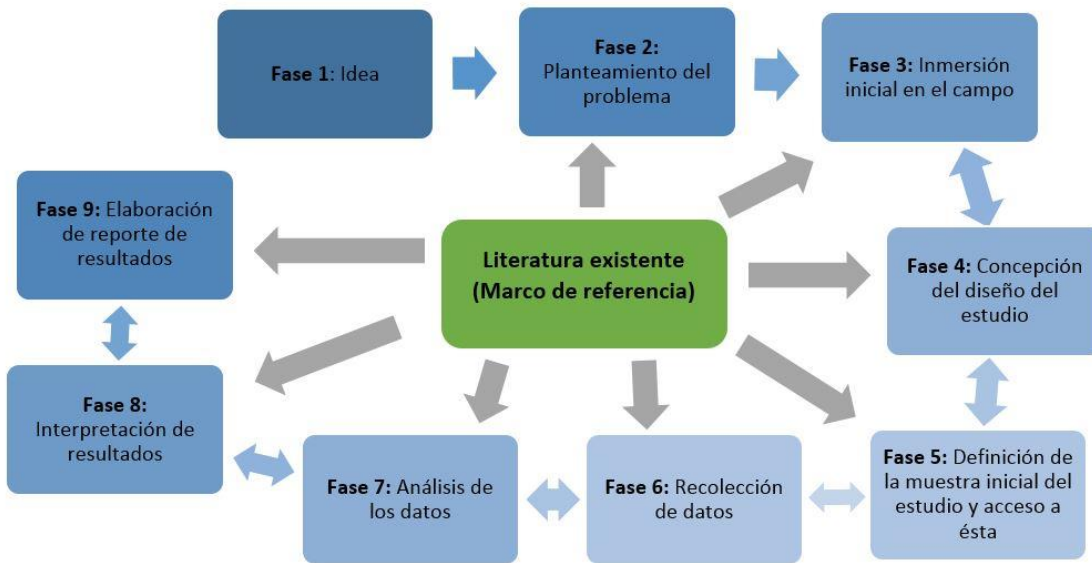 Fase 1: Idea
Fase 2:
Planteamiento del
problema
Fase 3: Inmersión
inicial en el campo
Fase 9: Elaboración
de reporte de
resultados
Literatura existente
(Marco de referencia)
Fase 4: Concepción
del diseño del
estudio
Fase 8:
Interpretación de
resultados
Fase 7: Análisis de
los datos
Fase 6: Recolección
de datos
Fase 5: Definición de
la muestra inicial del
estudio y acceso a
ésta